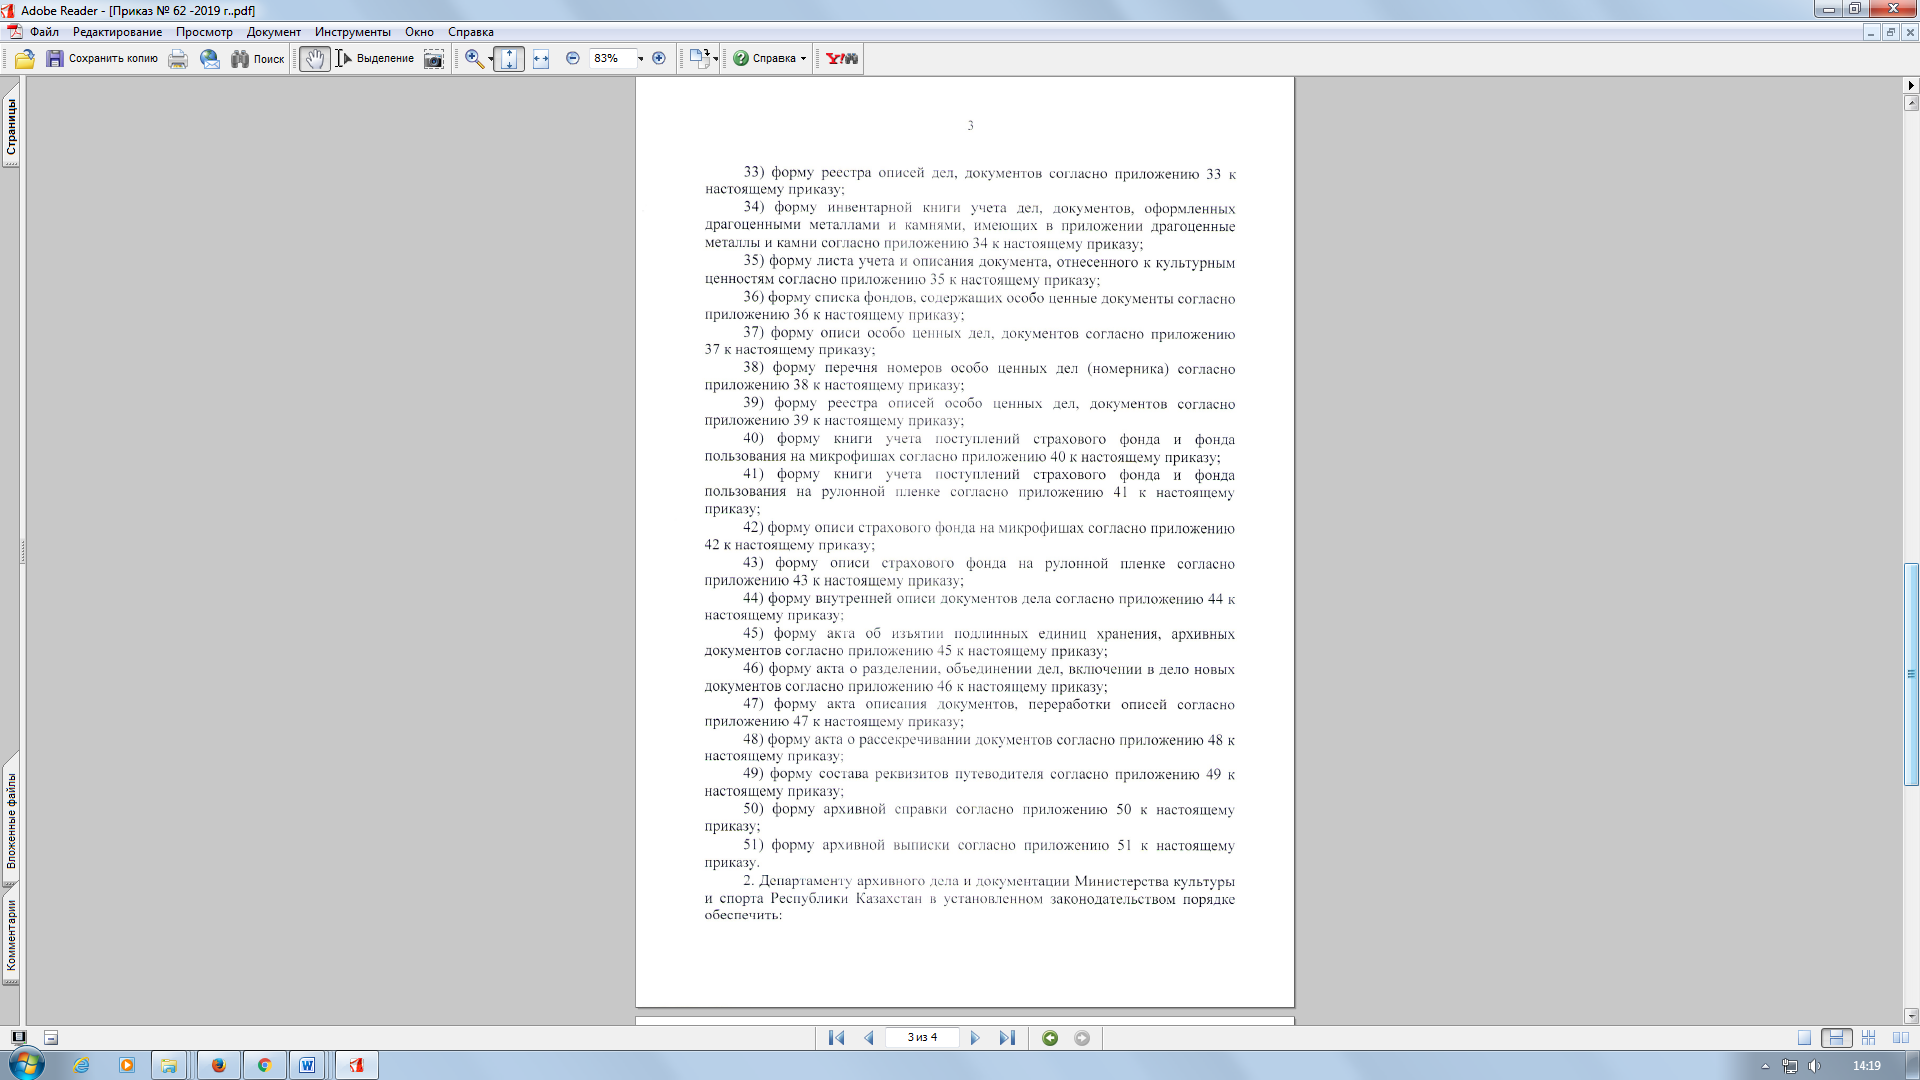 Adobe Reader - [Приказ № 62 -2019 г..pdf]
Файл Редактирование Просмотр Документ Инструменты Окно Справка
Сохранить копию Поиск Выделение 83% Справка Y!
Страницы
Вложенные файлы
Комментарии
3
33) форму реестра описей дел, документов согласно приложению 33 к
настоящему приказу;
34) форму инвентарной книги учета дел, документов, оформленных
драгоценными металлами и камнями, имеющих в приложении драгоценные
металлы и камни согласно приложению 34 к настоящему приказу;
35) форму листа учета и описания документа, отнесенного к культурным
ценностям согласно приложению 35 к настоящему приказу;
36) форму списка фондов, содержащих особо ценные документы согласно
приложению 36 к настоящему приказу;
37) форму описи особо ценных дел, документов согласно приложению
37 к настоящему приказу;
38) форму перечня номеров особо ценных дел (номерника) согласно
приложению 38 к настоящему приказу;
39) форму реестра описей особо ценных дел, документов согласно
приложению 39 к настоящему приказу;
40) форму книги учета поступлений страхового фонда и фонда
пользования на микрофишах согласно приложению 40 к настоящему приказу;
41) форму книги учета поступлений страхового фонда и фонда
пользования на рулонной пленке согласно приложению 41 к настоящему
приказу;
42) форму описи страхового фонда на микрофишах согласно приложению
42 к настоящему приказу;
43) форму описи страхового фонда на рулонной пленке согласно
приложению 43 к настоящему приказу;
44) форму внутренней описи документов дела согласно приложению 44 к
настоящему приказу;
45) форму акта об изъятии подлинных единиц хранения, архивных
документов согласно приложению 45 к настоящему приказу;
46) форму акта о разделении, объединении дел, включении в дело новых
документов согласно приложению 46 к настоящему приказу;
47) форму акта описания документов, переработки описей согласно
приложению 47 к настоящему приказу;
48) форму акта о рассекречивании документов согласно приложению 48 к
настоящему приказу;
49) форму состава реквизитов путеводителя согласно приложению 49 к
настоящему приказу;
50) форму архивной справки согласно приложению 50 к настоящему
приказу;
51) форму архивной выписки согласно приложению 51 к настоящему
приказу.
2. Департаменту архивного дела и документации Министерства культуры
и спорта Республики Казахстан в установленном законодательством порядке
обеспечить:
3 из 4
14:19